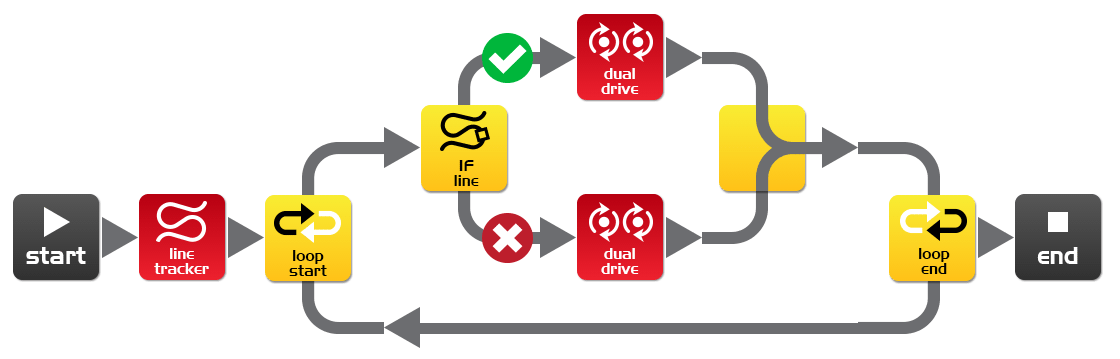 start
line
tracker
loop
start
IF
line
dual
drive
dual
drive
loop
end
end